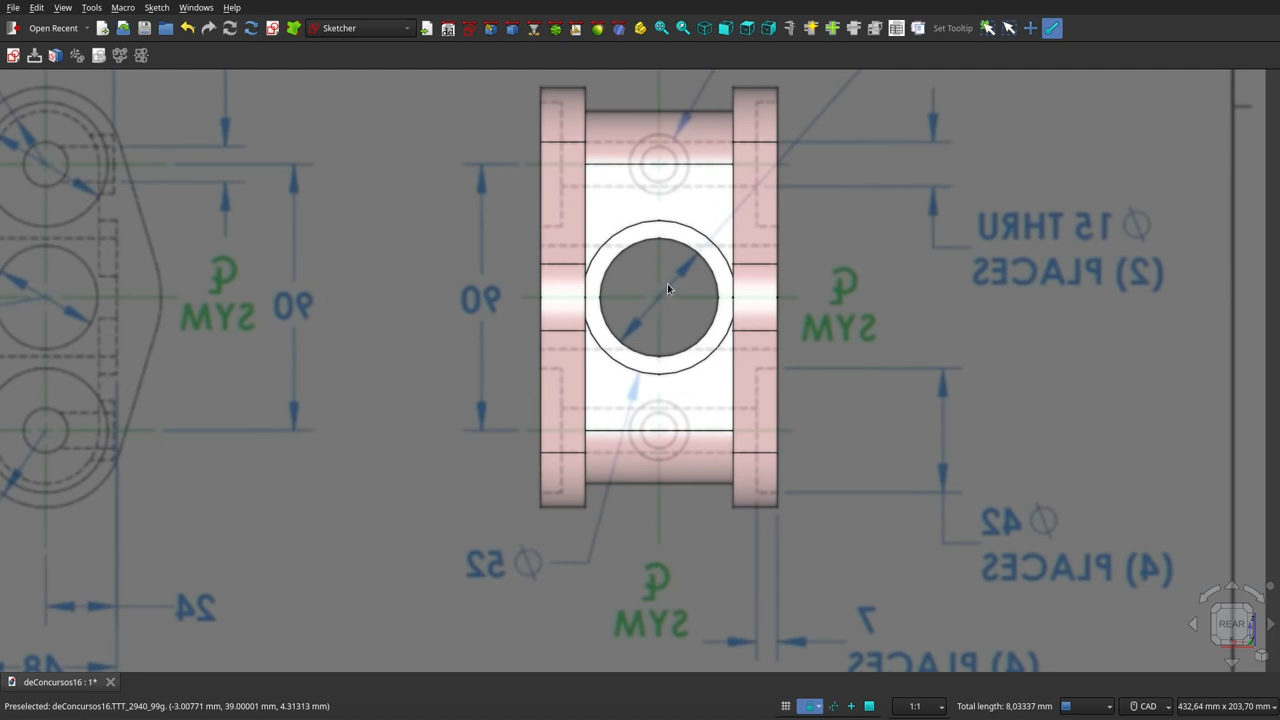 File Edit View Tools Macro Sketch Windows Help
Open Recent Sketcher Set Tooltip
∅ 15 THRU
(2) PLACES
90 90
℄
SYM
℄
SYM
∅ 52
∅ 42
(4) PLACES
℄
SYM
24
7
48
(4) PLACES
REAR
Z
deConcursos16 : 1*
Preselected: deConcursos16.TTT_2940_99g. (-3.00771 mm, 39.00001 mm, 4.31313 mm) 1:1 Total length: 8,03337 mm CAD 432,64 mm x 203,70 mm